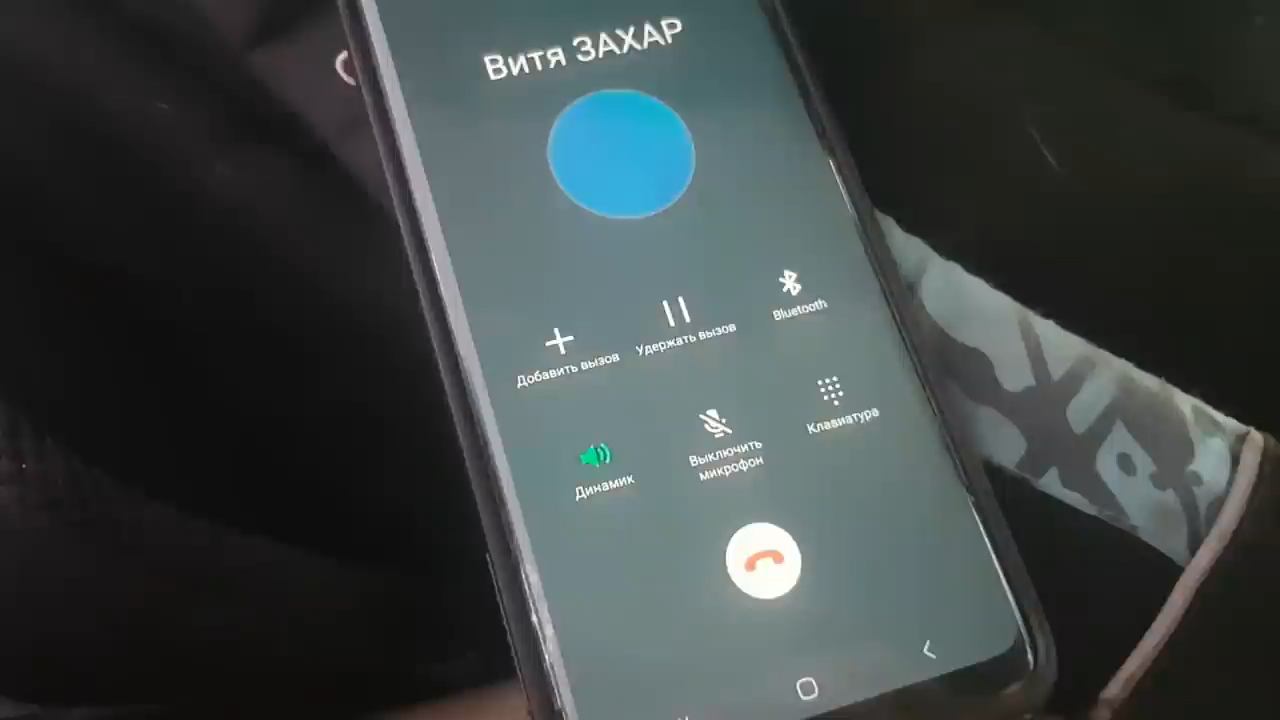 Витя ЗАХАР
Добавить вызов
Удержать вызов
Bluetooth
Динамик
Выключить
микрофон
Клавиатура